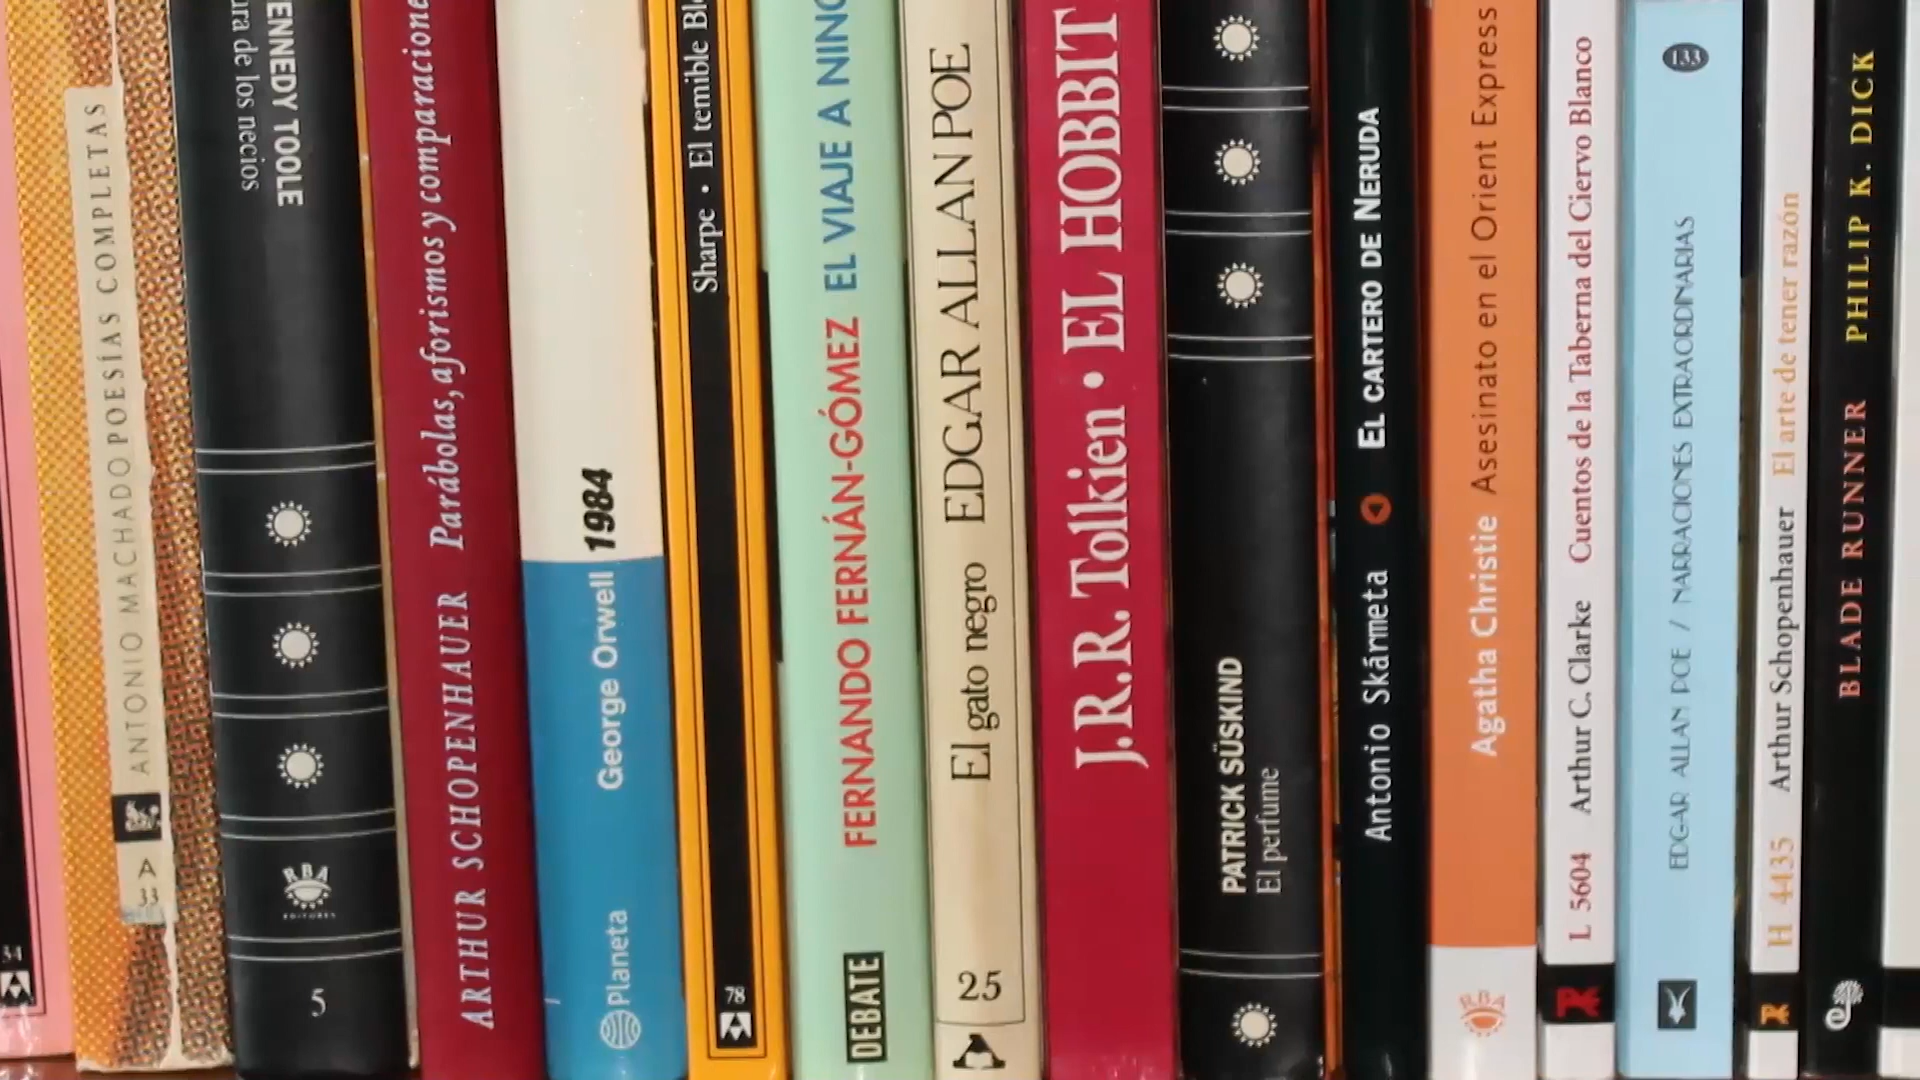 34
ANTONIO MACHADO POESÍAS COMPLETAS
A
33
ENNEDY TOOLE
ura de los necios
RBA
EDITORES
5
ARTHUR SCHOPENHAUER Parábolas, aforismos y comparacione
George Orwell 1984
Planeta
Sharpe · El temible Bl
78
FERNANDO FERNÁN-GÓMEZ EL VIAJE A NING
DEBATE
El gato negro EDGAR ALLAN POE
25
J.R.R. Tolkien · EL HOBBIT
PATRICK SÜSKIND
El perfume
Antonio Skármeta EL CARTERO DE NERUDA
Agatha Christie Asesinato en el Orient Express
RBA
L 5604 Arthur C. Clarke Cuentos de la Taberna del Ciervo Blanco
133
EDGAR ALLAN POE / NARRACIONES EXTRAORDINARIAS
H 4435 Arthur Schopenhauer El arte de tener razón
BLADE RUNNER PHILIP K. DICK